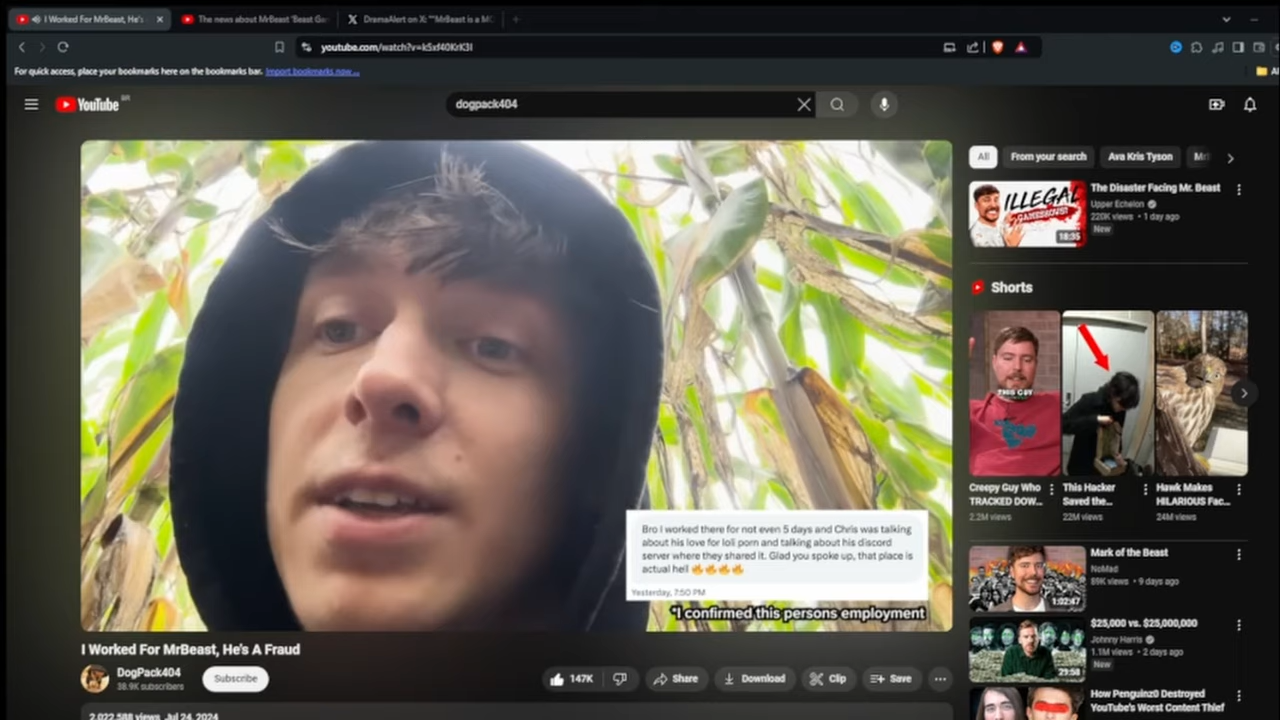 I Worked For MrBeast, He's
The news about MrBeast 'Beast Ga
DramaAlert on X: "MrBeast is a MO
youtube.com/watch?v=k5xf40KrK3I
For quick access, place your bookmarks here on the bookmarks bar. Import bookmarks now...
YouTube BR
dogpack404
All
From your search
Ava Kris Tyson
ILLEGAL
GAMESHOWS!
18:35
The Disaster Facing Mr. Beast
Upper Echelon
220K views • 1 day ago
New
Shorts
THIS GUY
Creepy Guy Who
TRACKED DOW...
2.2M views
This Hacker
Saved the...
22M views
Hawk Makes
HILARIOUS Fac...
24M views
Bro I worked there for not even 5 days and Chris was talking
about his love for loli porn and talking about his discord
server where they shared it. Glad you spoke up, that place is
actual hell 🔥🔥🔥🔥
Yesterday, 7:50 PM
*I confirmed this persons employment
1:02:47
Mark of the Beast
NoMad
89K views • 9 days ago
29:58
$25,000 vs. $25,000,000
Johnny Harris
1.1M views • 2 days ago
New
How Penguinz0 Destroyed
YouTube's Worst Content Thief
I Worked For MrBeast, He's A Fraud
DogPack404
38.9K subscribers
Subscribe
147K
Share
Download
Clip
Save
2,022,588 views Jul 24, 2024